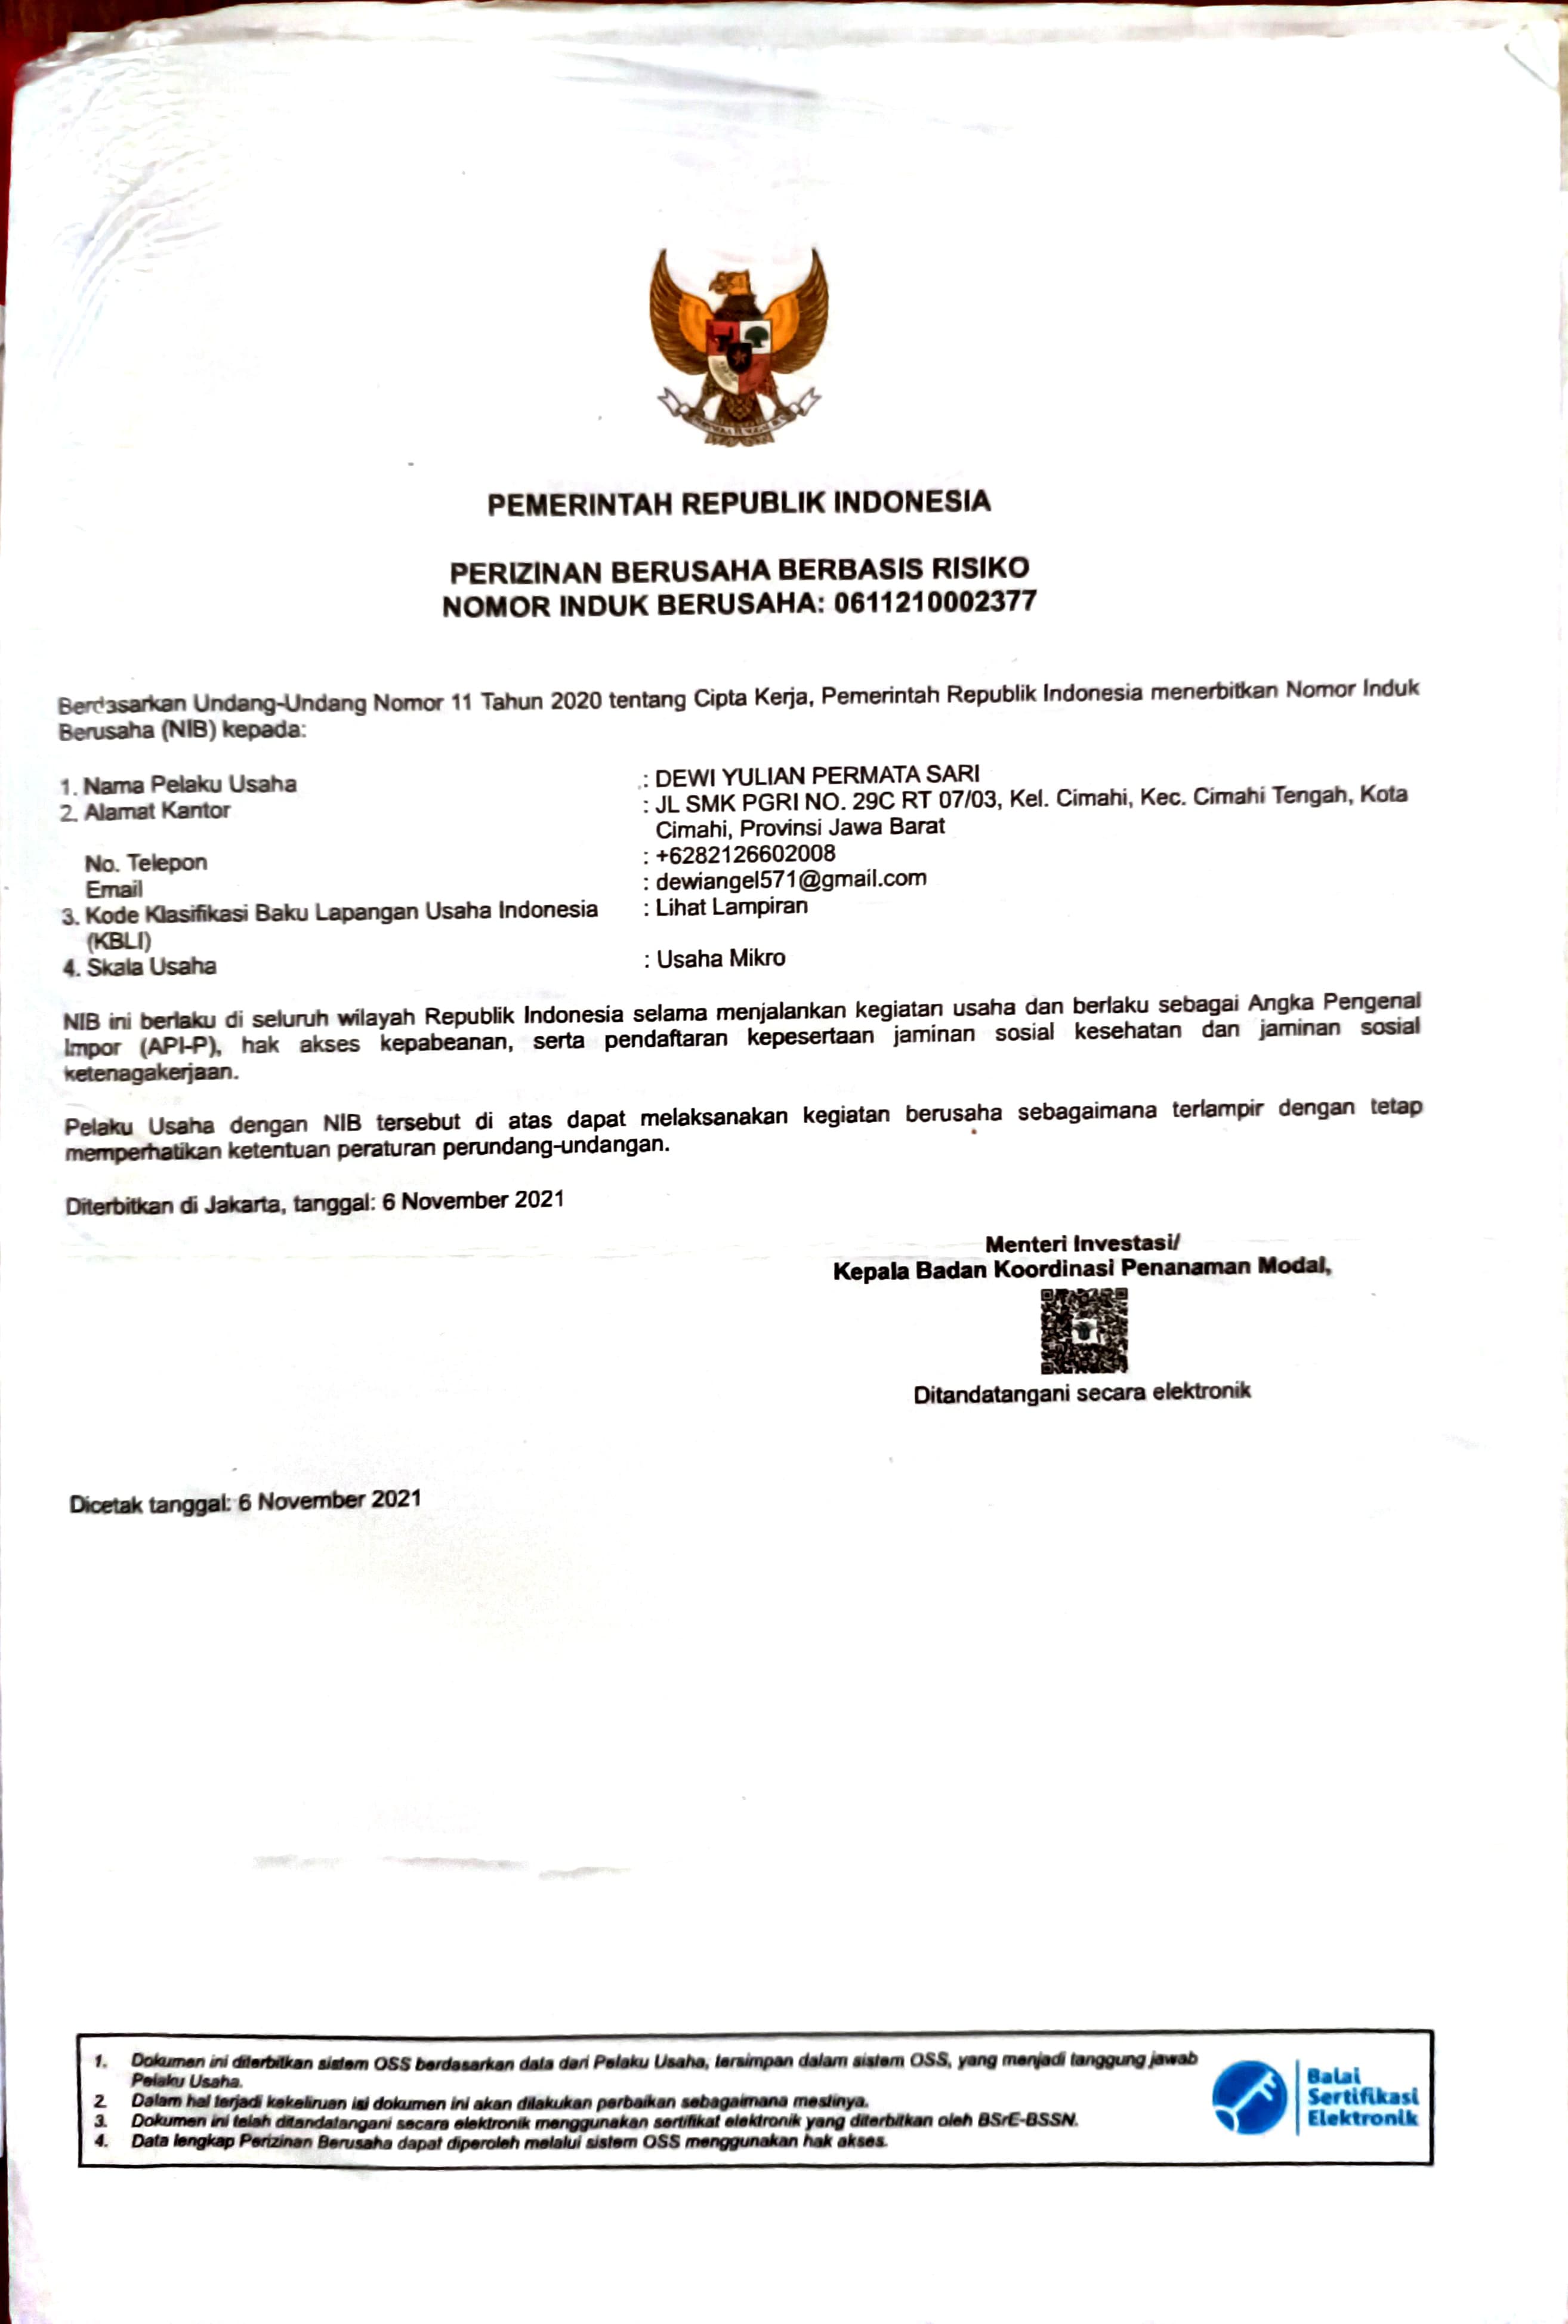 PEMERINTAH REPUBLIK INDONESIA
PERIZINAN BERUSAHA BERBASIS RISIKO
NOMOR INDUK BERUSAHA: 0611210002377
Berdasarkan Undang-Undang Nomor 11 Tahun 2020 tentang Cipta Kerja, Pemerintah Republik Indonesia menerbitkan Nomor Induk
Berusaha (NIB) kepada:
1. Nama Pelaku Usaha : DEWI YULIAN PERMATA SARI
2. Alamat Kantor : JL SMK PGRI NO. 29C RT 07/03, Kel. Cimahi, Kec. Cimahi Tengah, Kota
Cimahi, Provinsi Jawa Barat
No. Telepon : +6282126602008
Email : dewiangel571@gmail.com
3. Kode Klasifikasi Baku Lapangan Usaha Indonesia : Lihat Lampiran
(KBLI)
4. Skala Usaha : Usaha Mikro
NIB ini berlaku di seluruh wilayah Republik Indonesia selama menjalankan kegiatan usaha dan berlaku sebagai Angka Pengenal
Impor (API-P), hak akses kepabeanan, serta pendaftaran kepesertaan jaminan sosial kesehatan dan jaminan sosial
ketenagakerjaan.
Pelaku Usaha dengan NIB tersebut di atas dapat melaksanakan kegiatan berusaha sebagaimana terlampir dengan tetap
memperhatikan ketentuan peraturan perundang-undangan.
Diterbitkan di Jakarta, tanggal: 6 November 2021
Menteri Investasi/
Kepala Badan Koordinasi Penanaman Modal,
Ditandatangani secara elektronik
Dicetak tanggal: 6 November 2021
1. Dokumen ini diterbitkan sistem OSS berdasarkan data dari Pelaku Usaha, tersimpan dalam sistem OSS, yang menjadi tanggung jawab
Pelaku Usaha.
2. Dalam hal terjadi kekeliruan isi dokumen ini akan dilakukan perbaikan sebagaimana mestinya.
3. Dokumen ini telah ditandatangani secara elektronik menggunakan sertifikat elektronik yang diterbitkan oleh BSrE-BSSN.
4. Data lengkap Perizinan Berusaha dapat diperoleh melalui sistem OSS menggunakan hak akses.
Balai
Sertifikasi
Elektronik